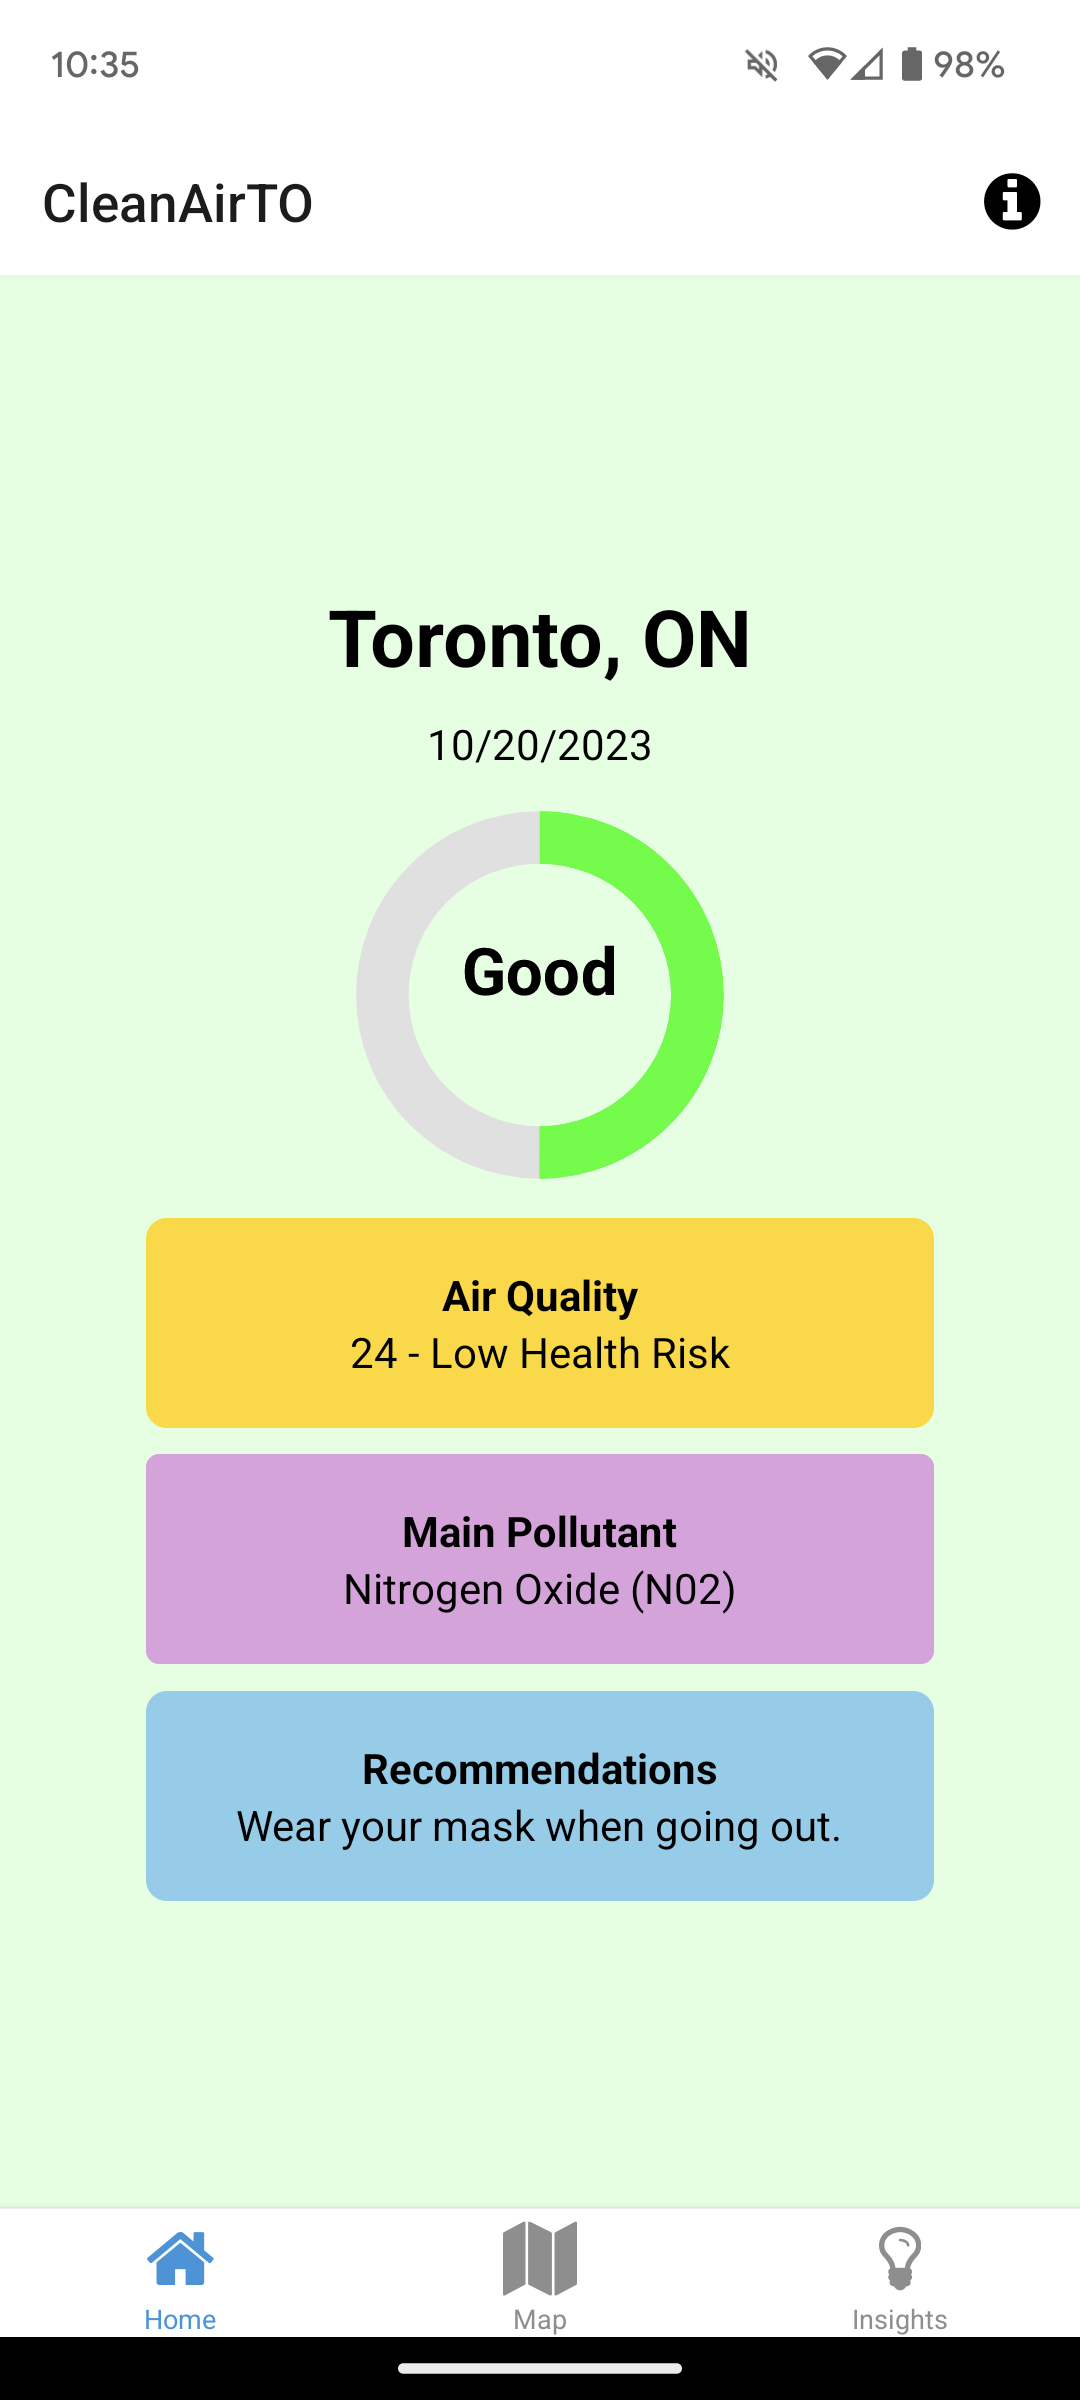 10:35
98%
CleanAirTO
Toronto, ON
10/20/2023
Good
Air Quality
24 - Low Health Risk
Main Pollutant
Nitrogen Oxide (N02)
Recommendations
Wear your mask when going out.
Home
Map
Insights